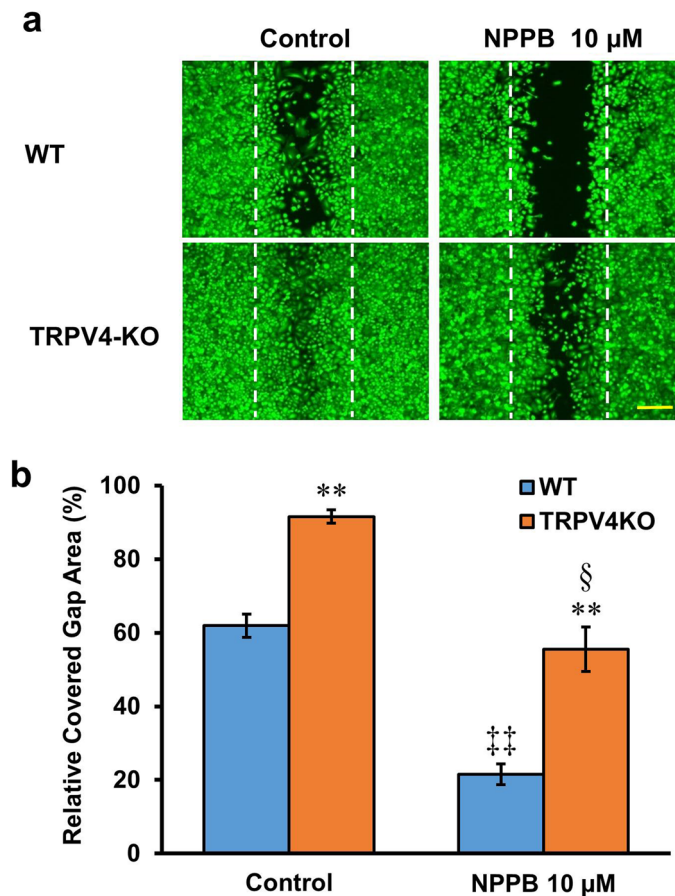 a
Control NPPB 10 µM
WT
TRPV4-KO
b
Relative Covered Gap Area (%)
100
80
60
40
20
0
**
‡‡
§
**
WT
TRPV4KO
Control NPPB 10 µM